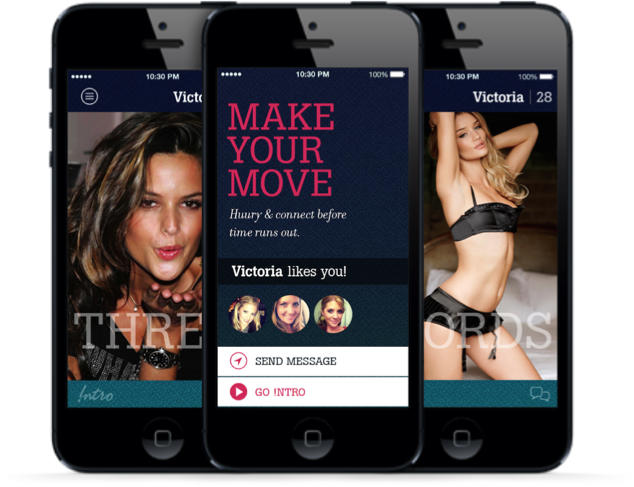 10:30 PM
Victo
THRE
!ntro
10:30 PM
100%
MAKE
YOUR
MOVE
Huury & connect before
time runs out.
Victoria likes you!
SEND MESSAGE
GO !NTRO
10:30 PM
100%
Victoria | 28
ORDS